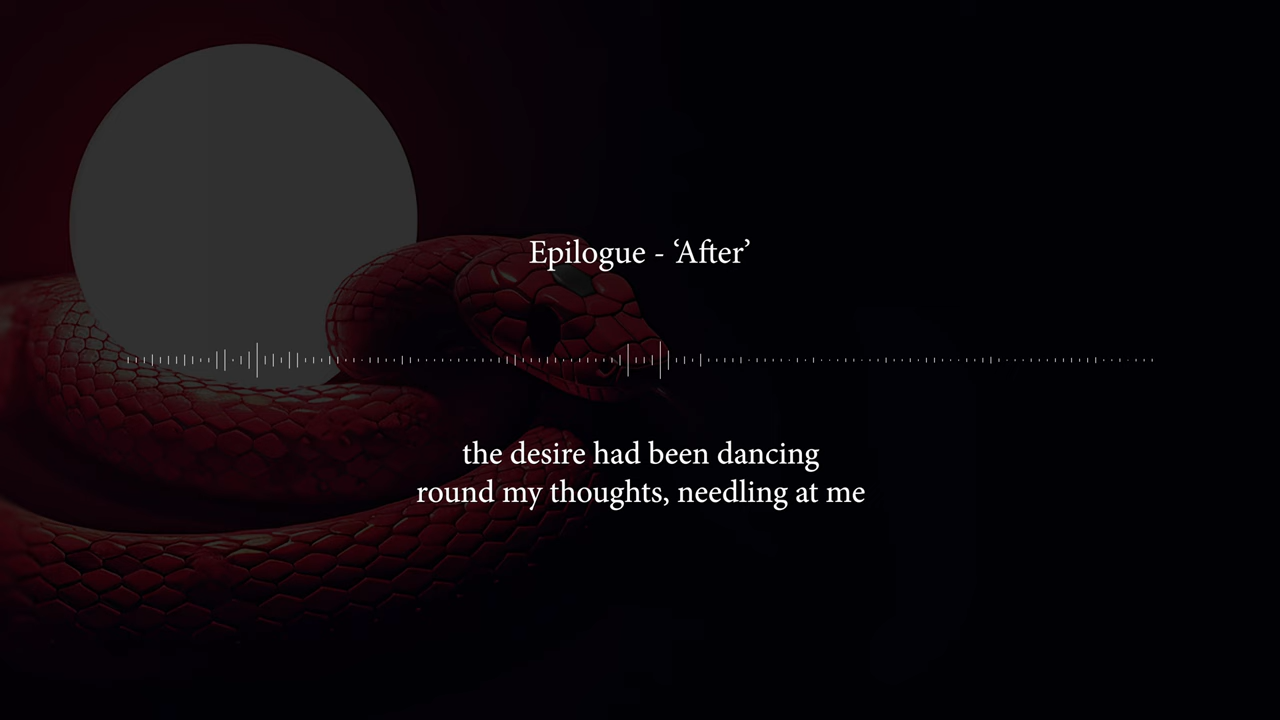 Epilogue - ‘After’
the desire had been dancing
round my thoughts, needling at me